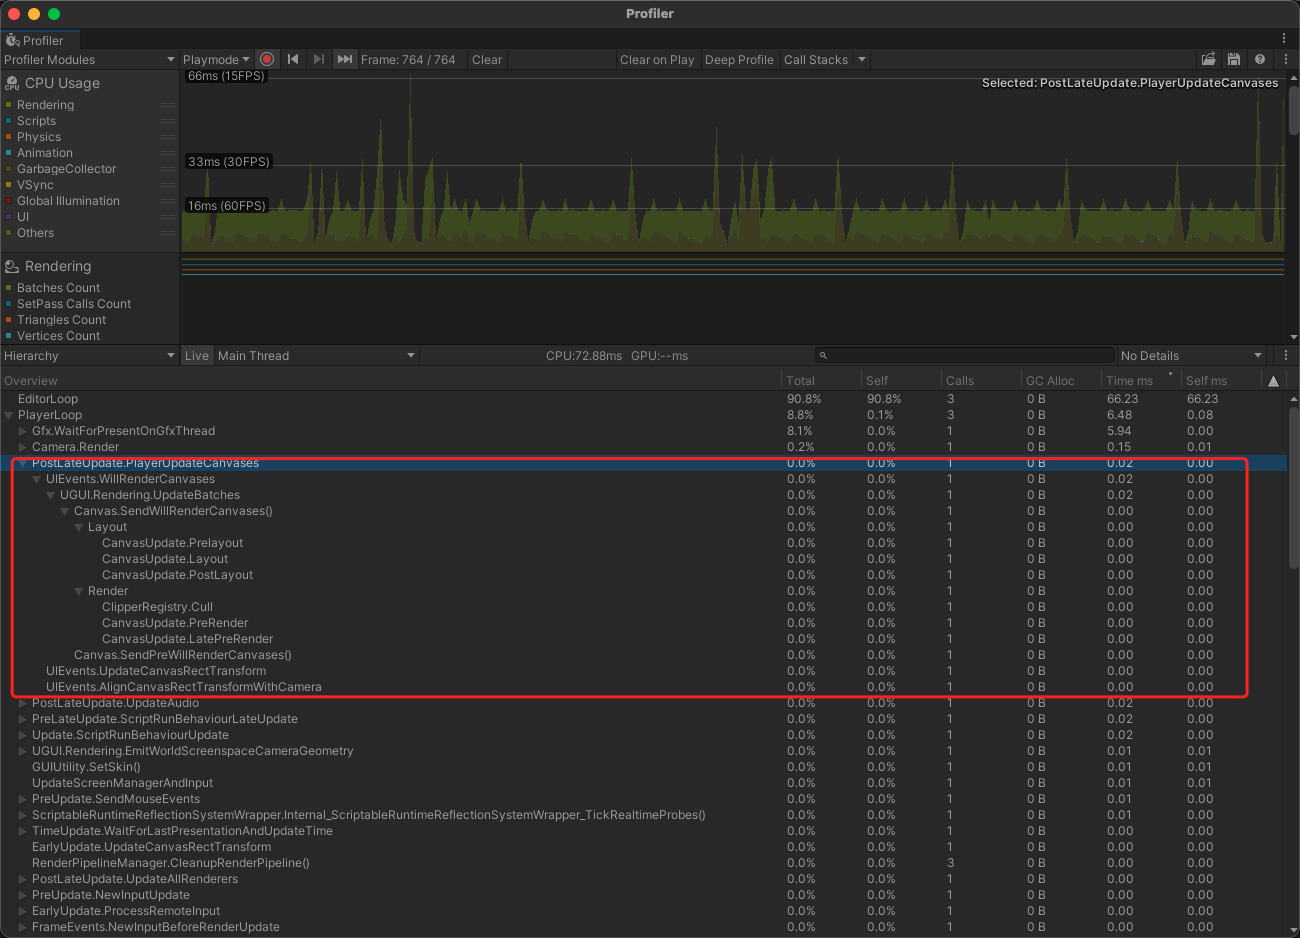 Profiler
Profiler
Profiler Modules Playmode Frame: 764 / 764 Clear Clear on Play Deep Profile Call Stacks
CPU Usage
Rendering
Scripts
Physics
Animation
GarbageCollector
VSync
Global Illumination
UI
Others
66ms (15FPS)
Selected: PostLateUpdate.PlayerUpdateCanvases
33ms (30FPS)
16ms (60FPS)
Rendering
Batches Count
SetPass Calls Count
Triangles Count
Vertices Count
Hierarchy Live Main Thread CPU:72.88ms GPU:--ms No Details
Overview Total Self Calls GC Alloc Time ms Self ms
EditorLoop 90.8% 90.8% 3 0 B 66.23 66.23
PlayerLoop 8.8% 0.1% 3 0 B 6.48 0.08
Gfx.WaitForPresentOnGfxThread 8.1% 0.0% 1 0 B 5.94 0.00
Camera.Render 0.2% 0.0% 1 0 B 0.15 0.01
PostLateUpdate.PlayerUpdateCanvases 0.0% 0.0% 1 0 B 0.02 0.00
UIEvents.WillRenderCanvases 0.0% 0.0% 1 0 B 0.02 0.00
UGUI.Rendering.UpdateBatches 0.0% 0.0% 1 0 B 0.02 0.00
Canvas.SendWillRenderCanvases() 0.0% 0.0% 1 0 B 0.00 0.00
Layout 0.0% 0.0% 1 0 B 0.00 0.00
CanvasUpdate.Prelayout 0.0% 0.0% 1 0 B 0.00 0.00
CanvasUpdate.Layout 0.0% 0.0% 1 0 B 0.00 0.00
CanvasUpdate.PostLayout 0.0% 0.0% 1 0 B 0.00 0.00
Render 0.0% 0.0% 1 0 B 0.00 0.00
ClipperRegistry.Cull 0.0% 0.0% 1 0 B 0.00 0.00
CanvasUpdate.PreRender 0.0% 0.0% 1 0 B 0.00 0.00
CanvasUpdate.LatePreRender 0.0% 0.0% 1 0 B 0.00 0.00
Canvas.SendPreWillRenderCanvases() 0.0% 0.0% 1 0 B 0.00 0.00
UIEvents.UpdateCanvasRectTransform 0.0% 0.0% 1 0 B 0.00 0.00
UIEvents.AlignCanvasRectTransformWithCamera 0.0% 0.0% 1 0 B 0.00 0.00
PostLateUpdate.UpdateAudio 0.0% 0.0% 1 0 B 0.02 0.00
PreLateUpdate.ScriptRunBehaviourLateUpdate 0.0% 0.0% 1 0 B 0.02 0.00
Update.ScriptRunBehaviourUpdate 0.0% 0.0% 1 0 B 0.02 0.00
UGUI.Rendering.EmitWorldScreenspaceCameraGeometry 0.0% 0.0% 1 0 B 0.01 0.01
GUIUtility.SetSkin() 0.0% 0.0% 1 0 B 0.01 0.01
UpdateScreenManagerAndInput 0.0% 0.0% 1 0 B 0.01 0.01
PreUpdate.SendMouseEvents 0.0% 0.0% 1 0 B 0.01 0.00
ScriptableRuntimeReflectionSystemWrapper.Internal_ScriptableRuntimeReflectionSystemWrapper_TickRealtimeProbes() 0.0% 0.0% 1 0 B 0.01 0.00
TimeUpdate.WaitForLastPresentationAndUpdateTime 0.0% 0.0% 1 0 B 0.00 0.00
EarlyUpdate.UpdateCanvasRectTransform 0.0% 0.0% 1 0 B 0.00 0.00
RenderPipelineManager.CleanupRenderPipeline() 0.0% 0.0% 3 0 B 0.00 0.00
PostLateUpdate.UpdateAllRenderers 0.0% 0.0% 1 0 B 0.00 0.00
PreUpdate.NewInputUpdate 0.0% 0.0% 1 0 B 0.00 0.00
EarlyUpdate.ProcessRemoteInput 0.0% 0.0% 1 0 B 0.00 0.00
FrameEvents.NewInputBeforeRenderUpdate 0.0% 0.0% 1 0 B 0.00 0.00